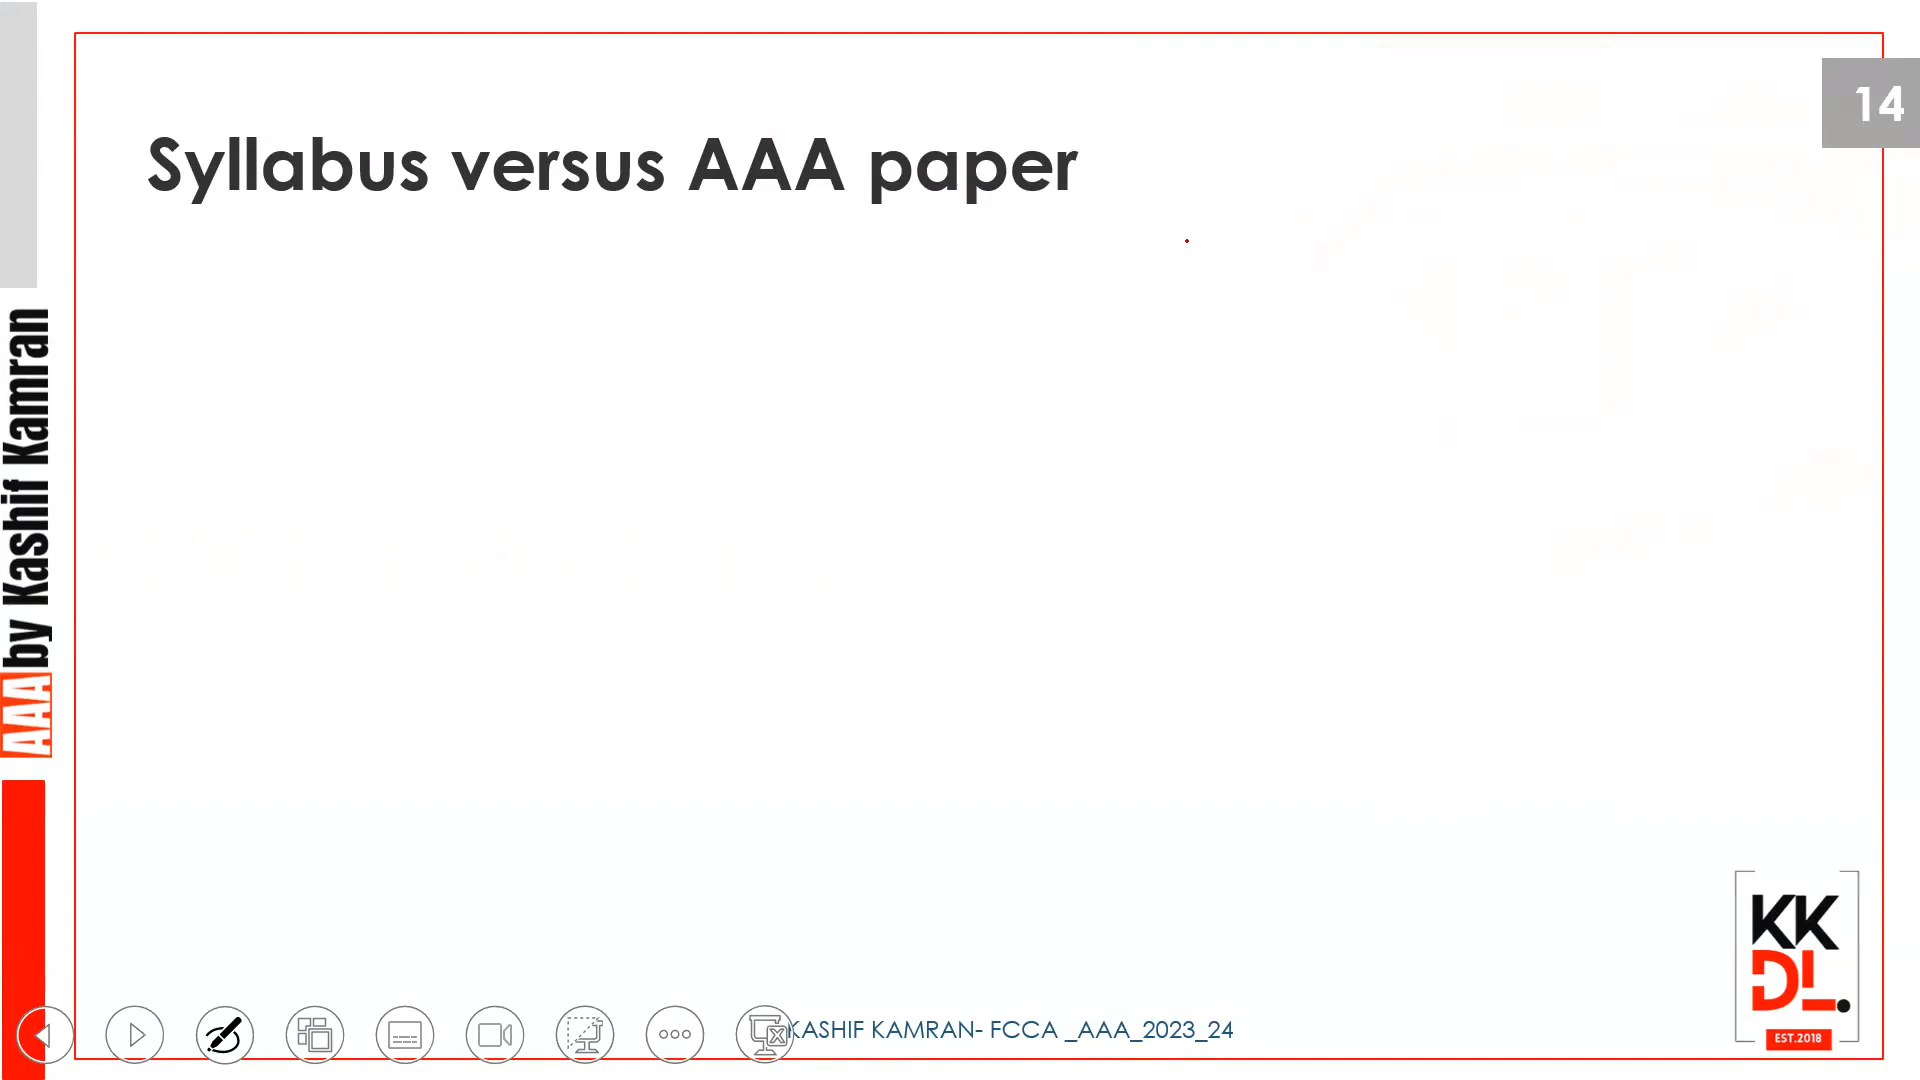 14
Syllabus versus AAA paper
AAA by Kashif Kamran
KK
DL.
EST.2018
KASHIF KAMRAN- FCCA _AAA_2023_24